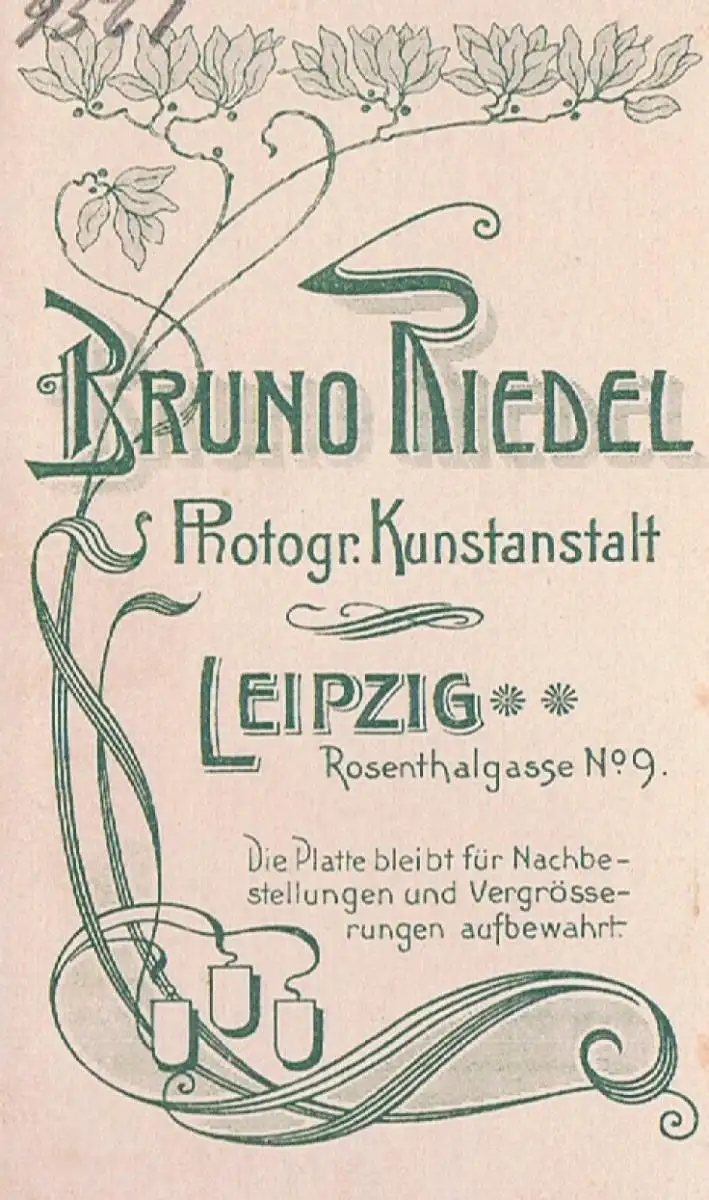 Bruno Riedel
Photogr. Kunstanstalt
Leipzig
Rosenthalgasse No 9.
Die Platte bleibt für Nachbe-
stellungen und Vergrösse-
rungen aufbewahrt.